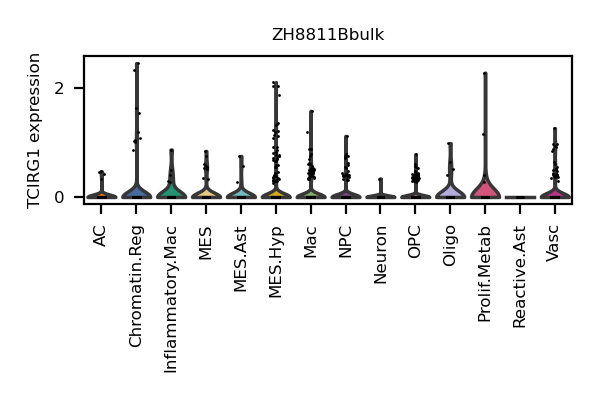 ZH8811Bbulk
TCIRG1 expression
2
0
AC
Chromatin.Reg
Inflammatory.Mac
MES
MES.Ast
MES.Hyp
Mac
NPC
Neuron
OPC
Oligo
Prolif.Metab
Reactive.Ast
Vasc